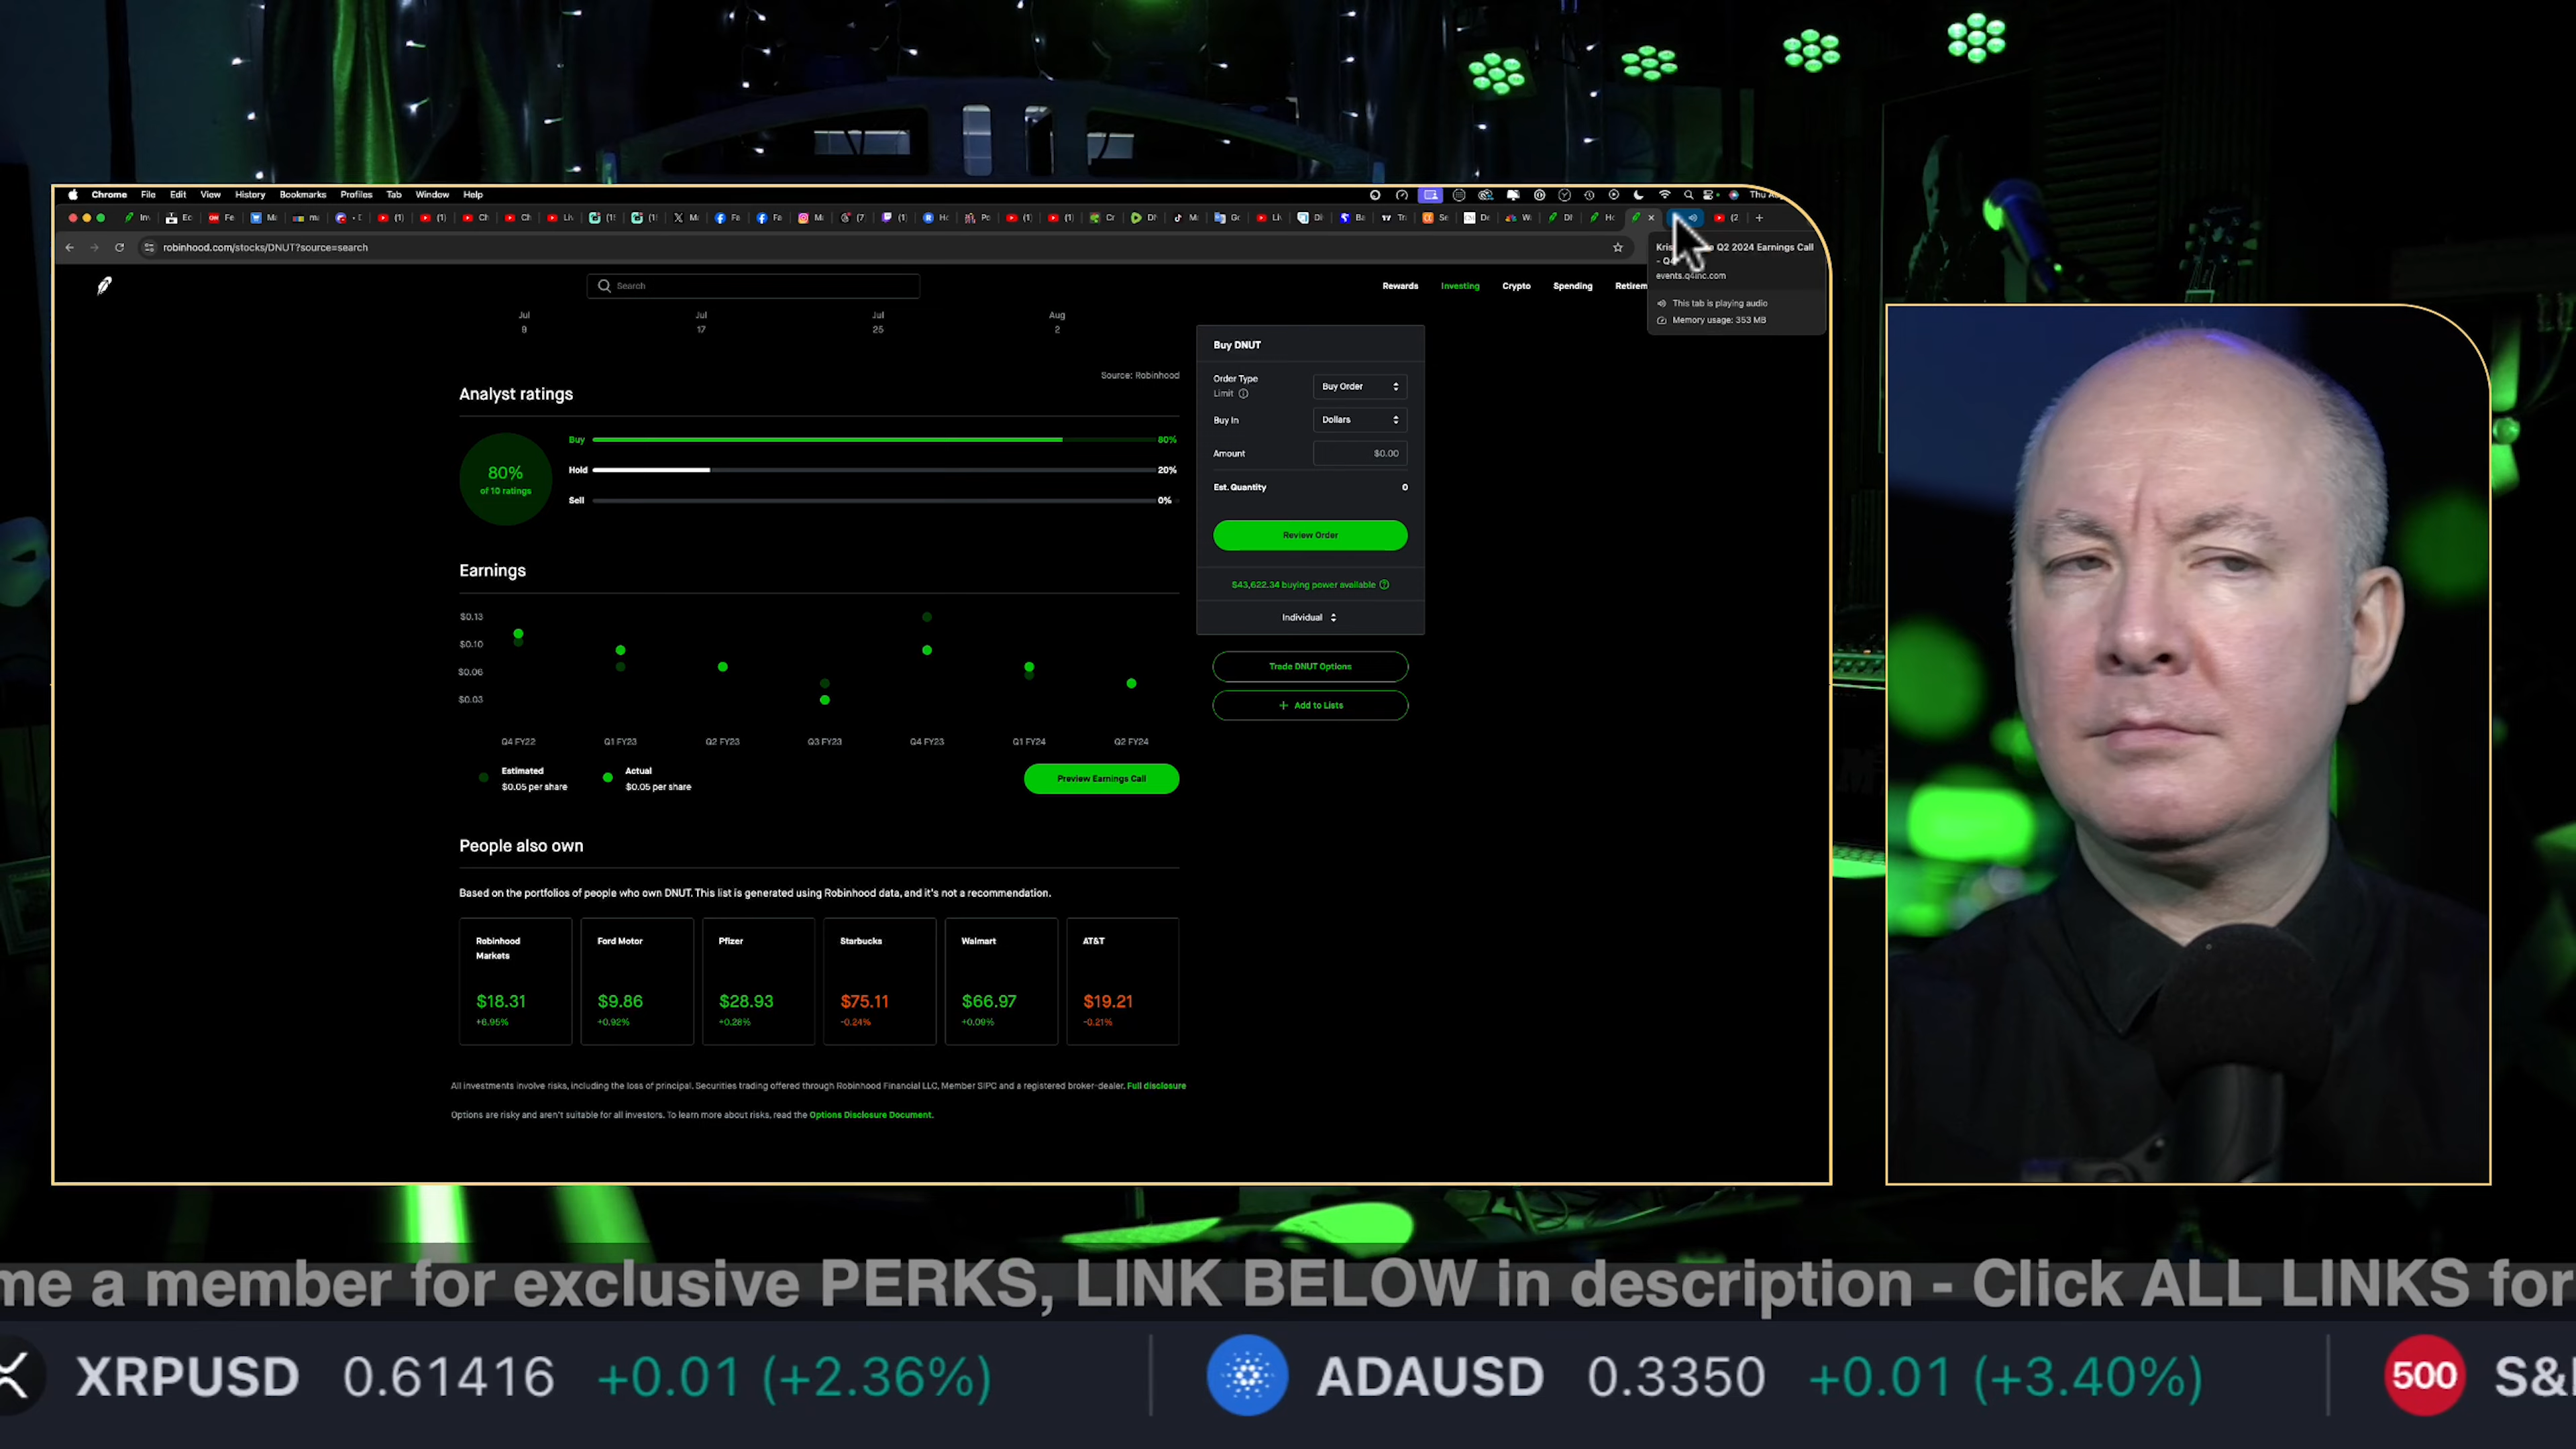 Chrome File Edit View History Bookmarks Profiles Tab Window Help
robinhood.com/stocks/DNUT?source=search
Q2 2024 Earnings Call
events.q4inc.com
This tab is playing audio
Memory usage: 353 MB
Search
Rewards Investing Crypto Spending Retirem
Jul 9 Jul 17 Jul 25 Aug 2
Source: Robinhood
Analyst ratings
80%
of 10 ratings
Buy 80%
Hold 20%
Sell 0%
Earnings
$0.13
$0.10
$0.06
$0.03
Q4 FY22 Q1 FY23 Q2 FY23 Q3 FY23 Q4 FY23 Q1 FY24 Q2 FY24
Estimated
$0.05 per share
Actual
$0.05 per share
Preview Earnings Call
People also own
Based on the portfolios of people who own DNUT. This list is generated using Robinhood data, and it's not a recommendation.
Robinhood Markets
$18.31
+6.95%
Ford Motor
$9.86
+0.92%
Pfizer
$28.93
+0.28%
Starbucks
$75.11
-0.24%
Walmart
$66.97
+0.09%
AT&T
$19.21
-0.21%
All investments involve risks, including the loss of principal. Securities trading offered through Robinhood Financial LLC, Member SIPC and a registered broker-dealer. Full disclosure
Options are risky and aren't suitable for all investors. To learn more about risks, read the Options Disclosure Document.
Buy DNUT
Order Type
Limit
Buy Order
Buy In
Dollars
Amount
$0.00
Est. Quantity
0
Review Order
$43,622.34 buying power available
Individual
Trade DNUT Options
+ Add to Lists
me a member for exclusive PERKS, LINK BELOW in description - Click ALL LINKS for
XRPUSD 0.61416 +0.01 (+2.36%)
ADAUSD 0.3350 +0.01 (+3.40%)
500 S&